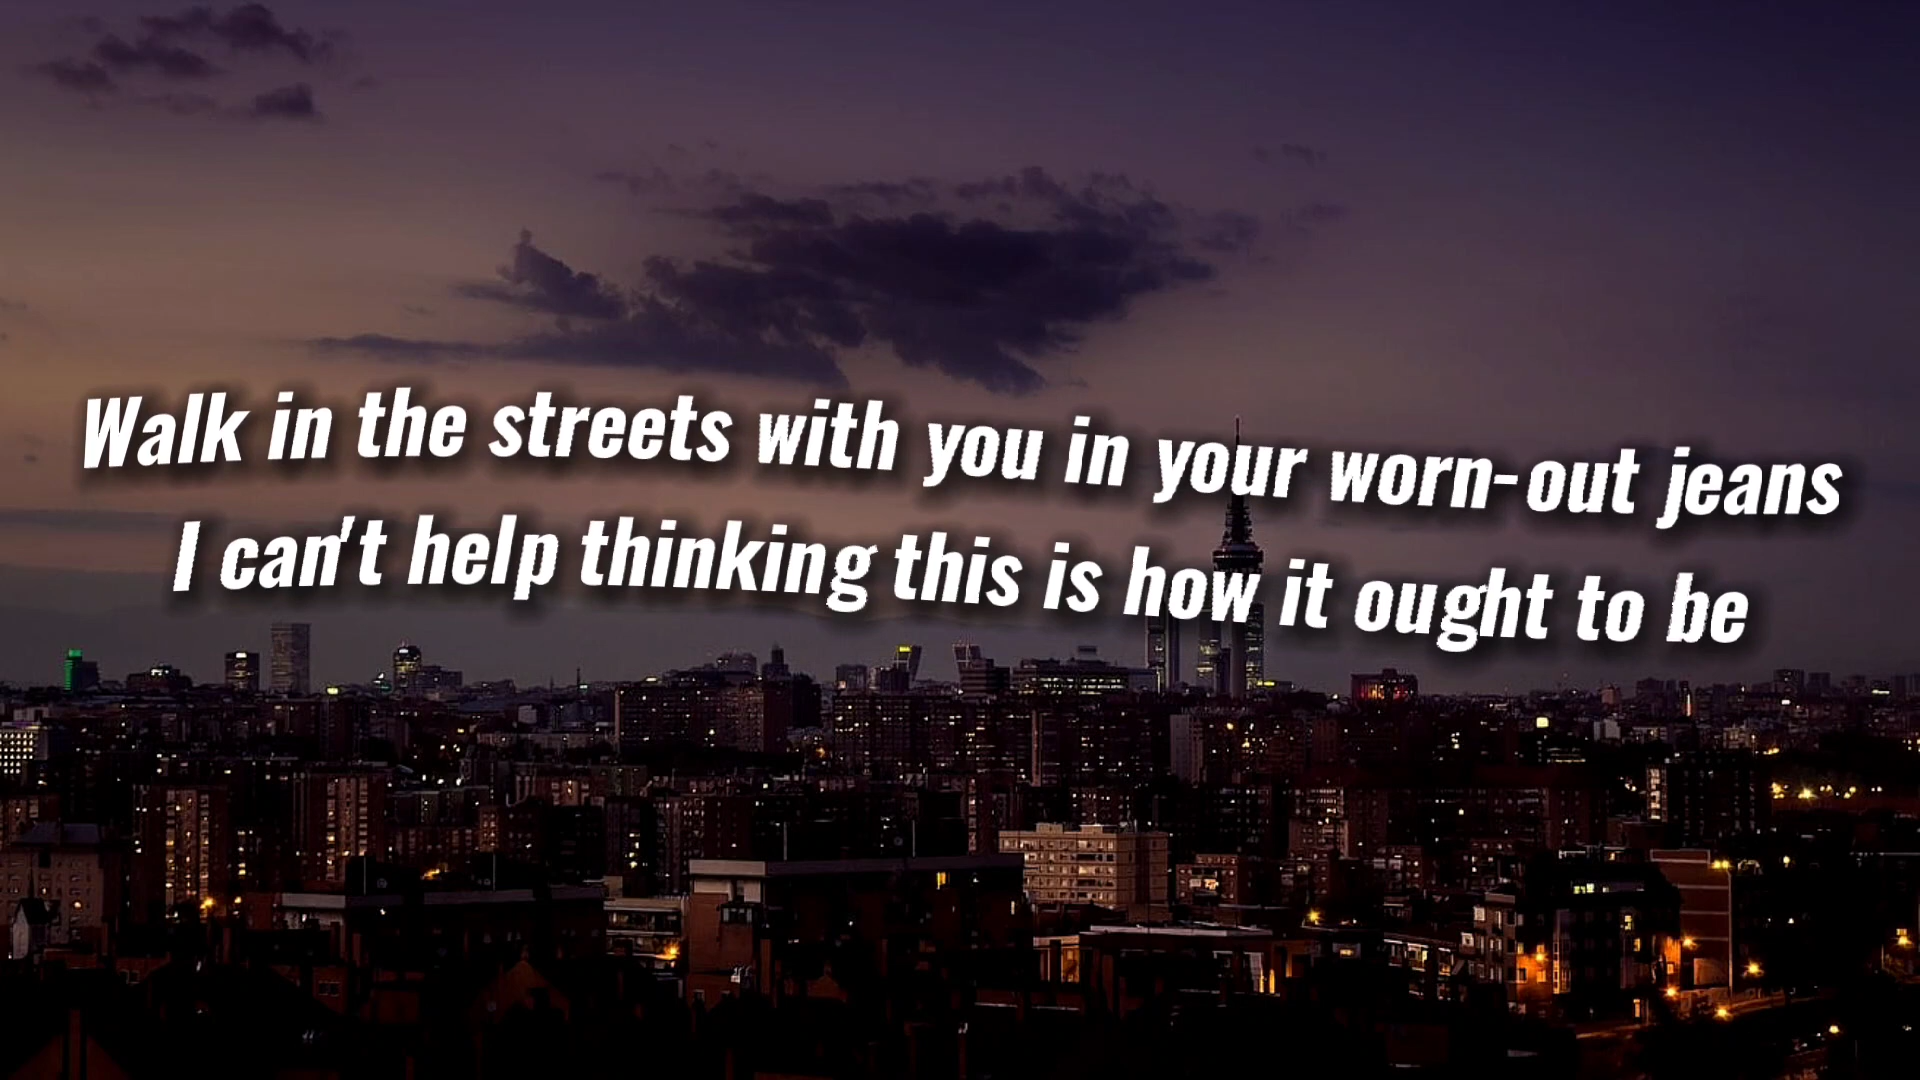 Walk in the streets with you in your worn-out jeans
I can't help thinking this is how it ought to be